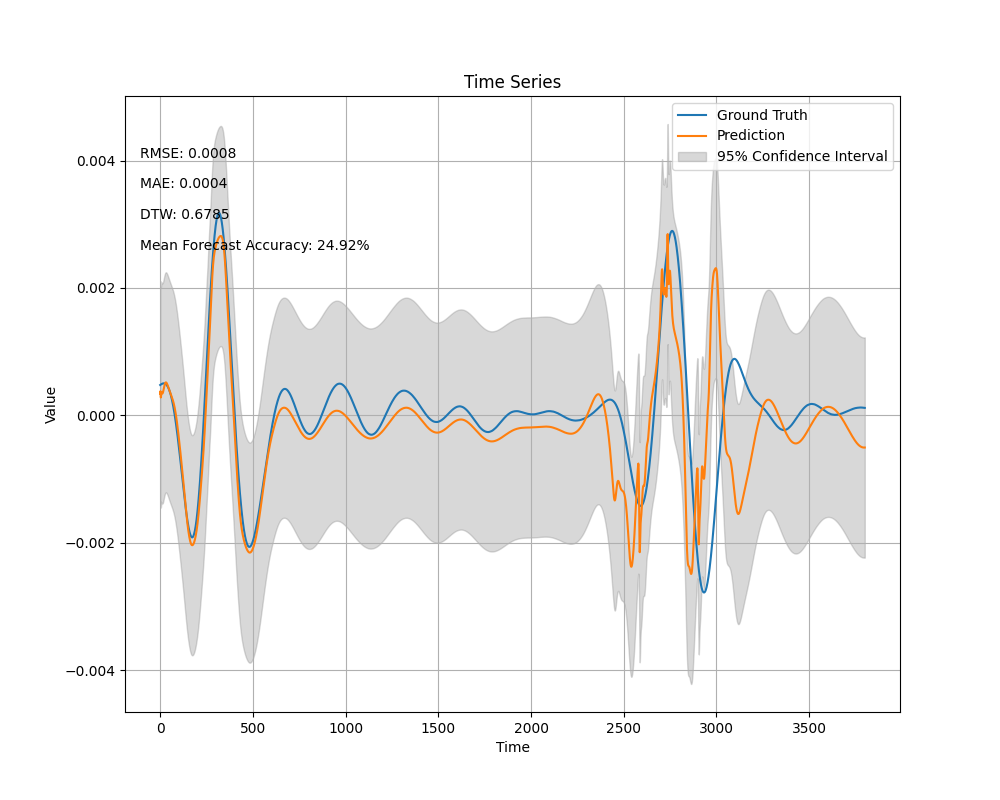 Time Series
Ground Truth
Prediction
95% Confidence Interval
RMSE: 0.0008
MAE: 0.0004
DTW: 0.6785
Mean Forecast Accuracy: 24.92%
0.004
0.002
0.000
−0.002
−0.004
Value
0 500 1000 1500 2000 2500 3000 3500
Time